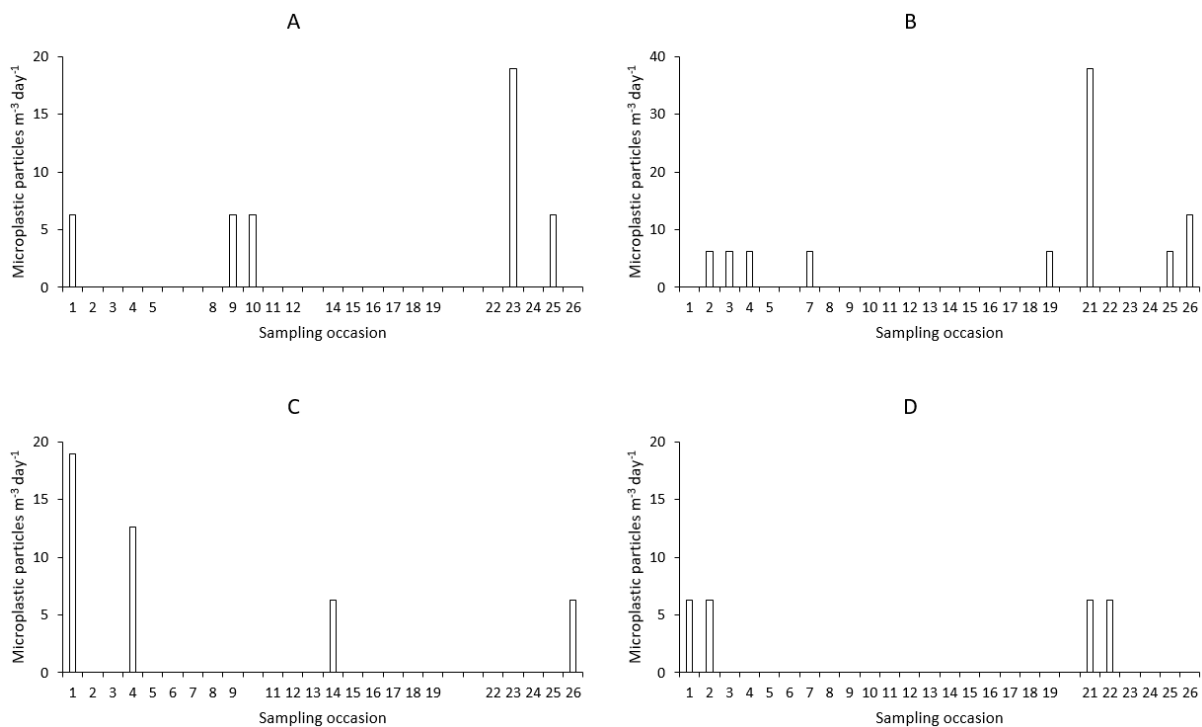 A
Microplastic particles m⁻³ day⁻¹
20
15
10
5
0
1 2 3 4 5 8 9 10 11 12 14 15 16 17 18 19 22 23 24 25 26
Sampling occasion
B
Microplastic particles m⁻³ day⁻¹
40
30
20
10
0
1 2 3 4 5 7 8 9 10 11 12 13 14 15 16 17 18 19 21 22 23 24 25 26
Sampling occasion
C
Microplastic particles m⁻³ day⁻¹
20
15
10
5
0
1 2 3 4 5 6 7 8 9 11 12 13 14 15 16 17 19 22 23 24 25 26
Sampling occasion
D
Microplastic particles m⁻³ day⁻¹
20
15
10
5
0
1 2 3 4 5 6 7 8 9 10 11 12 13 14 15 16 17 18 19 21 22 23 24 25 26
Sampling occasion